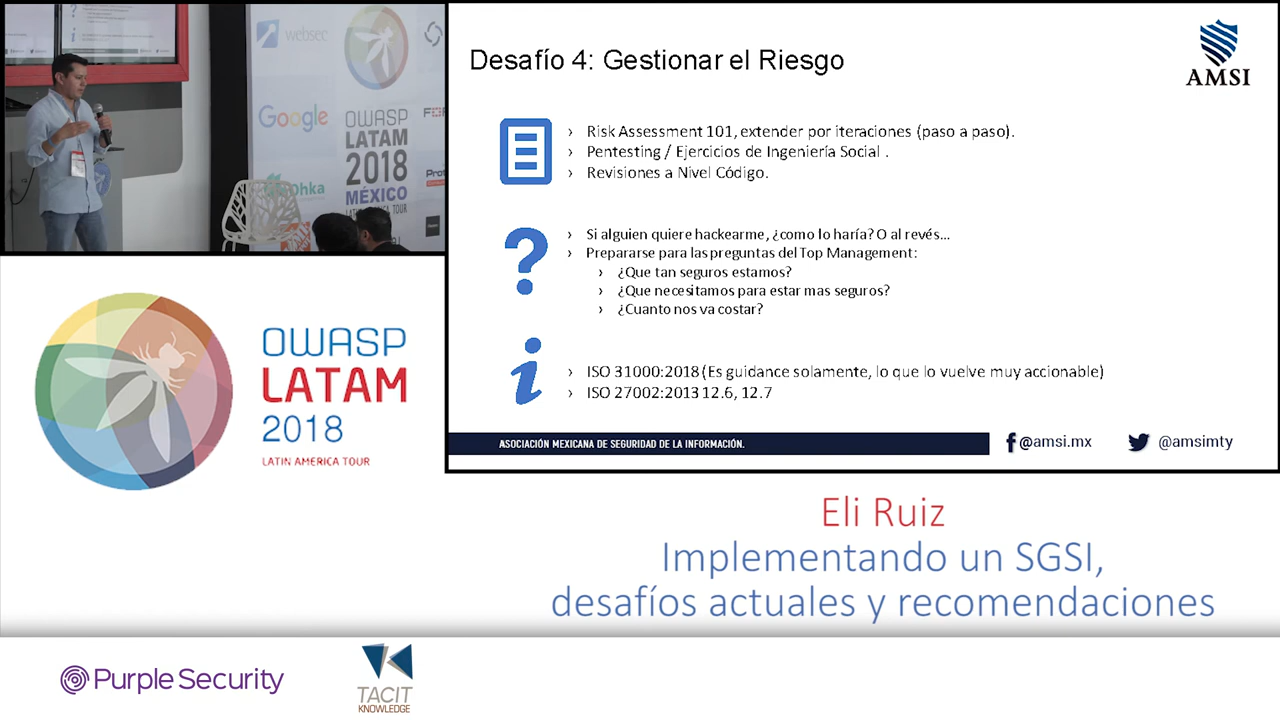 websec
Google
OWASP
LATAM
2018
MÉXICO
Ohka
Desafío 4: Gestionar el Riesgo
AMSI
› Risk Assessment 101, extender por iteraciones (paso a paso).
› Pentesting / Ejercicios de Ingeniería Social .
› Revisiones a Nivel Código.
› Si alguien quiere hackearme, ¿como lo haría? O al revés...
› Prepararse para las preguntas del Top Management:
› ¿Que tan seguros estamos?
› ¿Que necesitamos para estar mas seguros?
› ¿Cuanto nos va costar?
› ISO 31000:2018 (Es guidance solamente, lo que lo vuelve muy accionable)
› ISO 27002:2013 12.6, 12.7
ASOCIACIÓN MEXICANA DE SEGURIDAD DE LA INFORMACIÓN.
@amsi.mx
@amsimty
OWASP
LATAM
2018
LATIN AMERICA TOUR
Eli Ruiz
Implementando un SGSI,
desafíos actuales y recomendaciones
Purple Security
TACIT
KNOWLEDGE